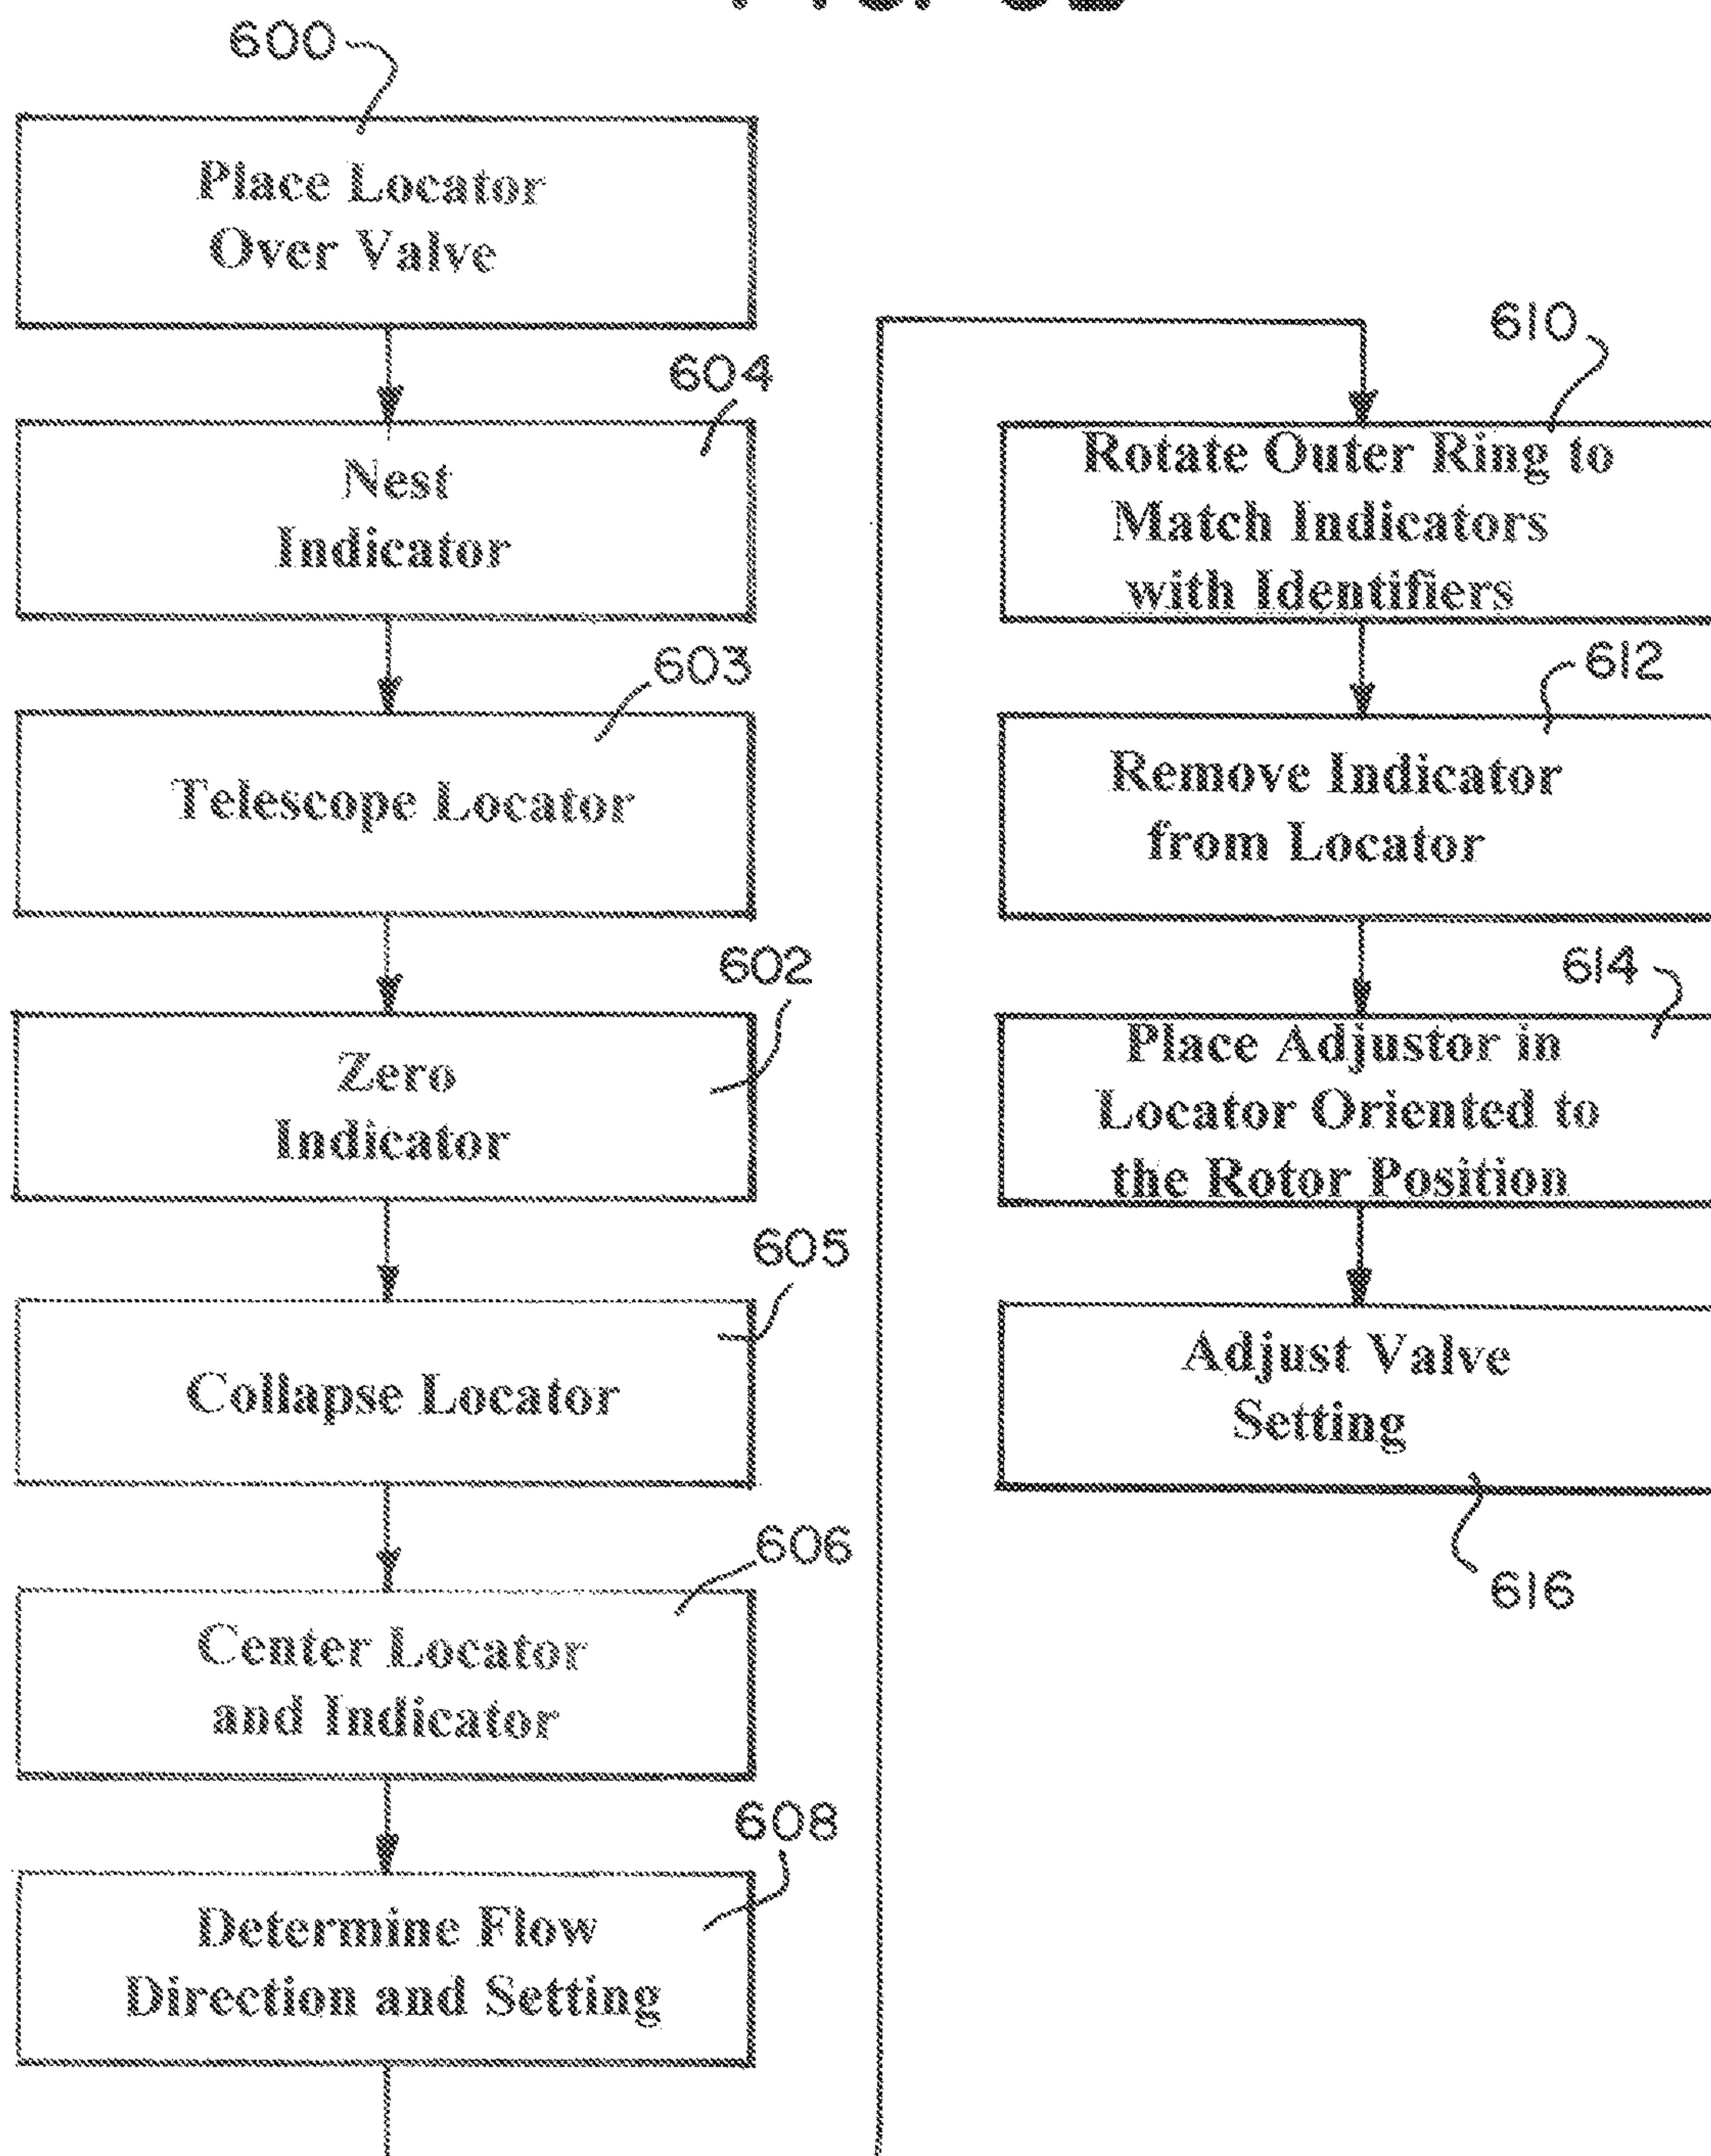 600
Place Locator
Over Valve
604
Nest
Indicator
603
Telescope Locator
602
Zero
Indicator
605
Collapse Locator
606
Center Locator
and Indicator
608
Determine Flow
Direction and Setting
610
Rotate Outer Ring to
Match Indicators
with Identifiers
612
Remove Indicator
from Locator
614
Place Adjustor in
Locator Oriented to
the Rotor Position
Adjust Valve
Setting
616